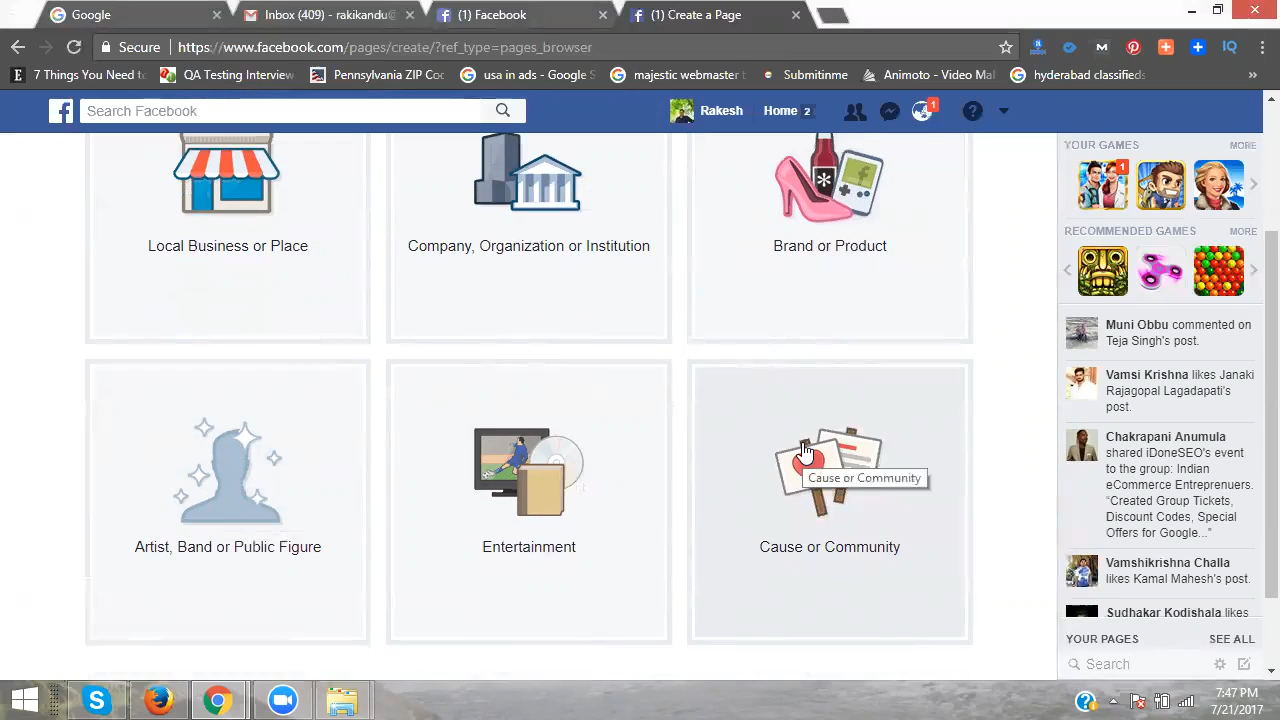 Google
Inbox (409) - rakikandu@
(1) Facebook
(1) Create a Page
Secure
https://www.facebook.com/pages/create/?ref_type=pages_browser
7 Things You Need to
QA Testing Interview
Pennsylvania ZIP Coo
usa in ads - Google S
majestic webmaster t
Submitinme
Animoto - Video Mak
hyderabad classifieds
»
Search Facebook
Rakesh
Home 2
1
YOUR GAMES
MORE
1
RECOMMENDED GAMES
MORE
Local Business or Place
Company, Organization or Institution
Brand or Product
Artist, Band or Public Figure
Entertainment
Cause or Community
Cause or Community
Muni Obbu commented on
Teja Singh's post.
Vamsi Krishna likes Janaki
Rajagopal Lagadapati's
post.
Chakrapani Anumula
shared iDoneSEO's event
to the group: Indian
eCommerce Entreprenuers.
“Created Group Tickets,
Discount Codes, Special
Offers for Google...”
Vamshikrishna Challa
likes Kamal Mahesh's post.
Sudhakar Kodishala likes
YOUR PAGES
SEE ALL
Search
7:47 PM
7/21/2017